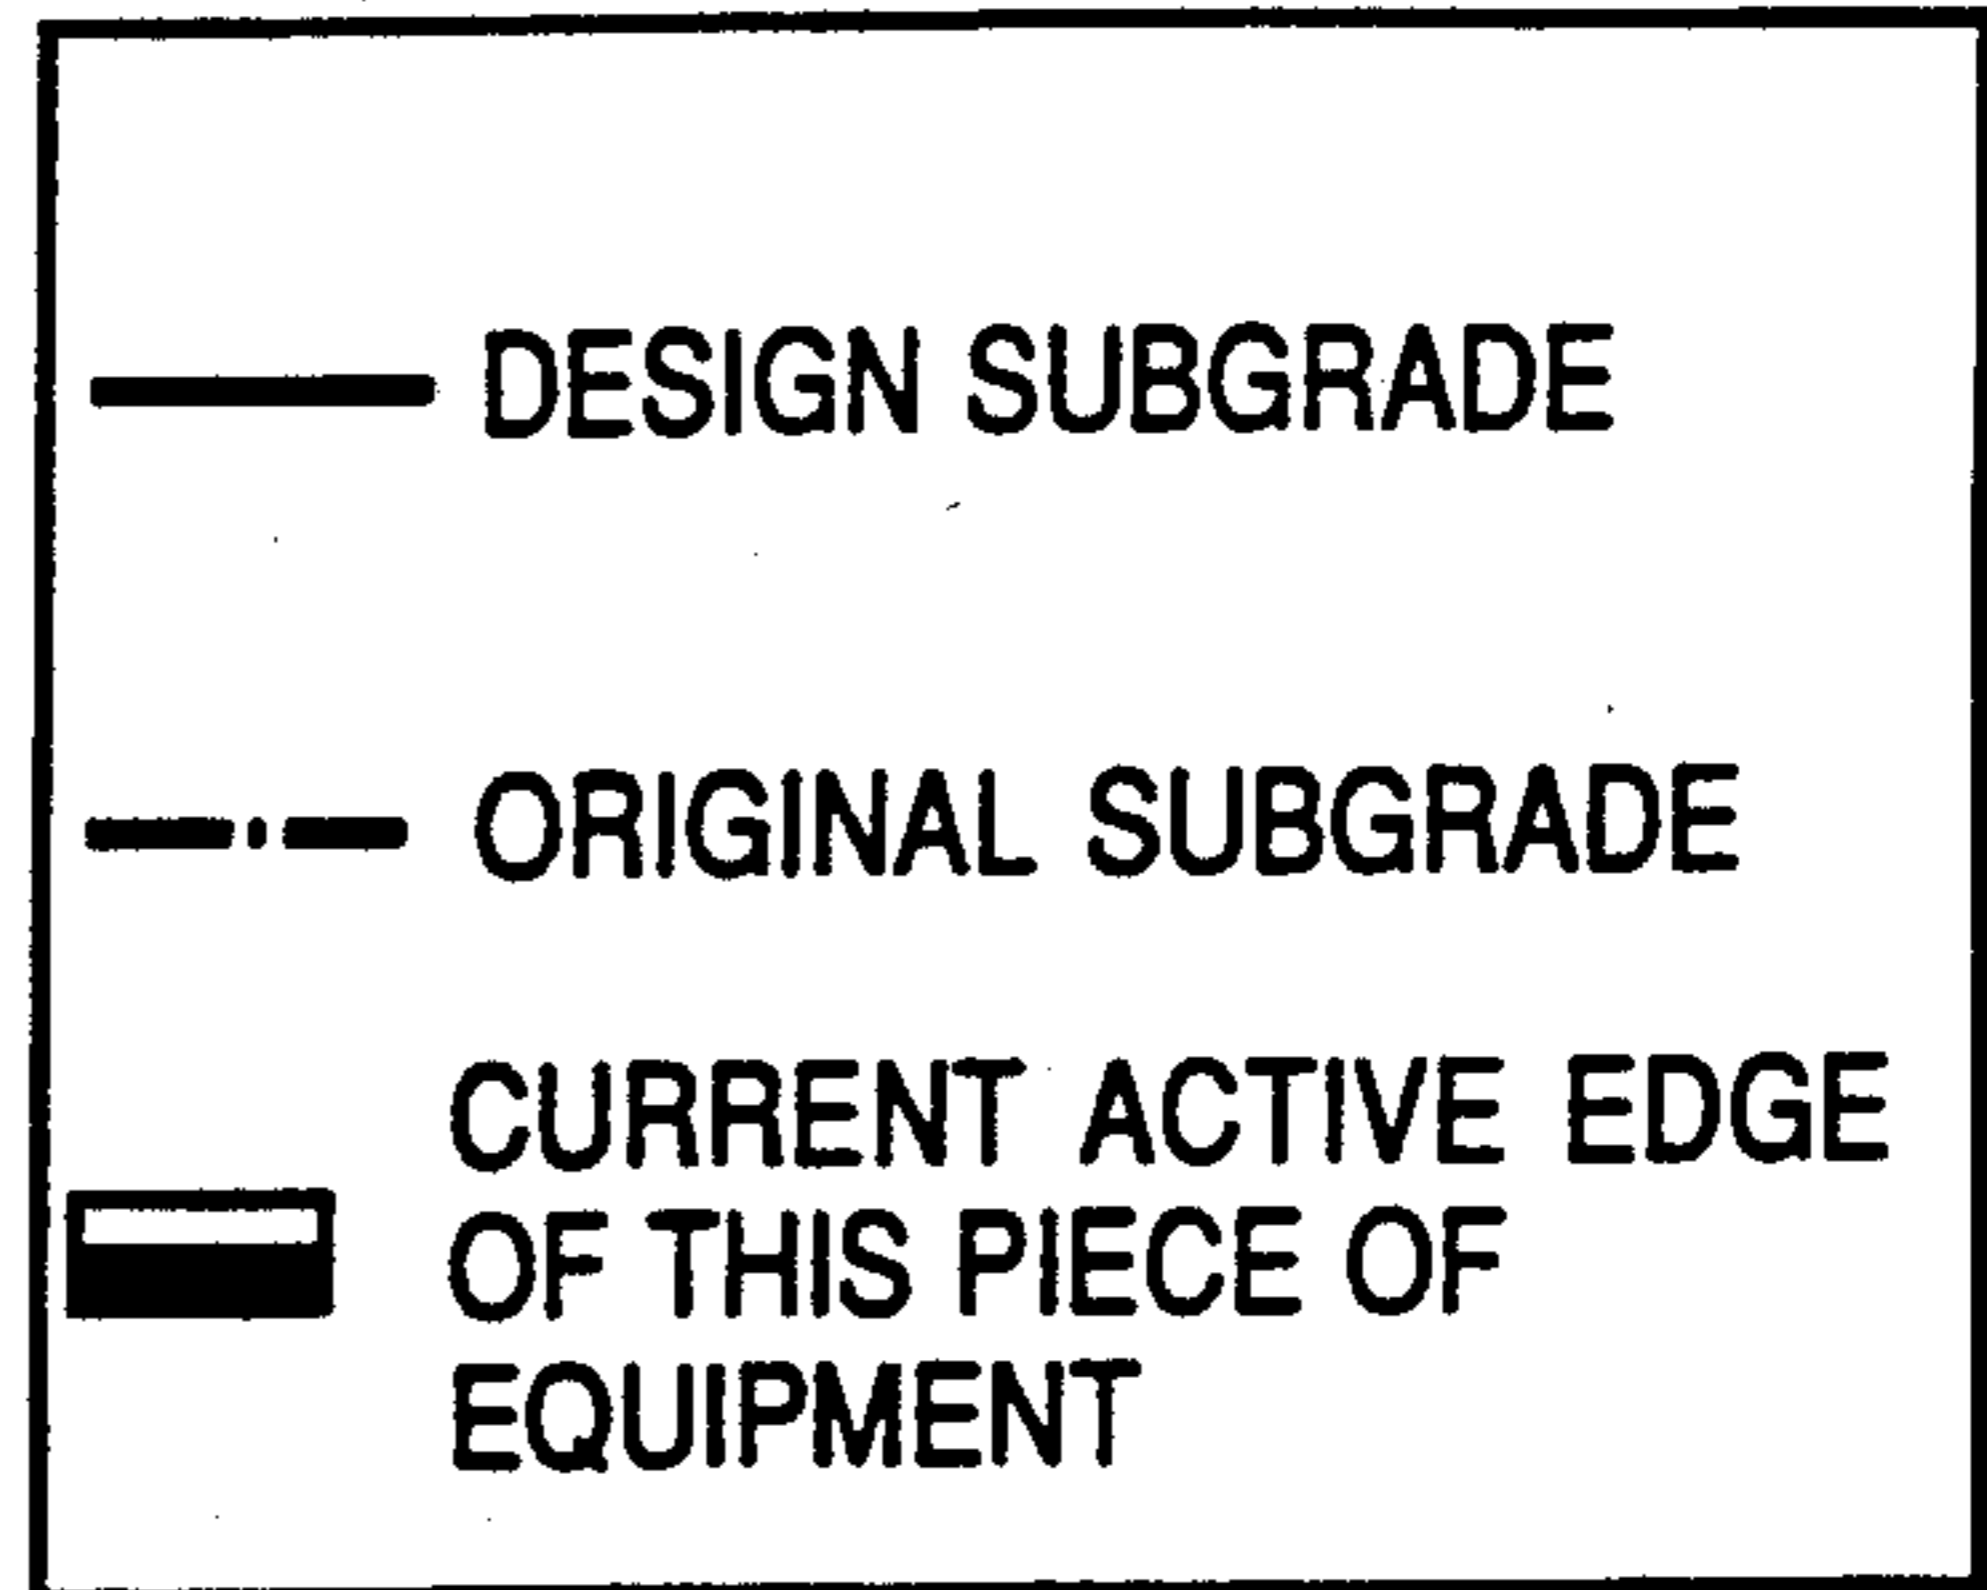 DESIGN SUBGRADE
ORIGINAL SUBGRADE
CURRENT ACTIVE EDGE
OF THIS PIECE OF
EQUIPMENT